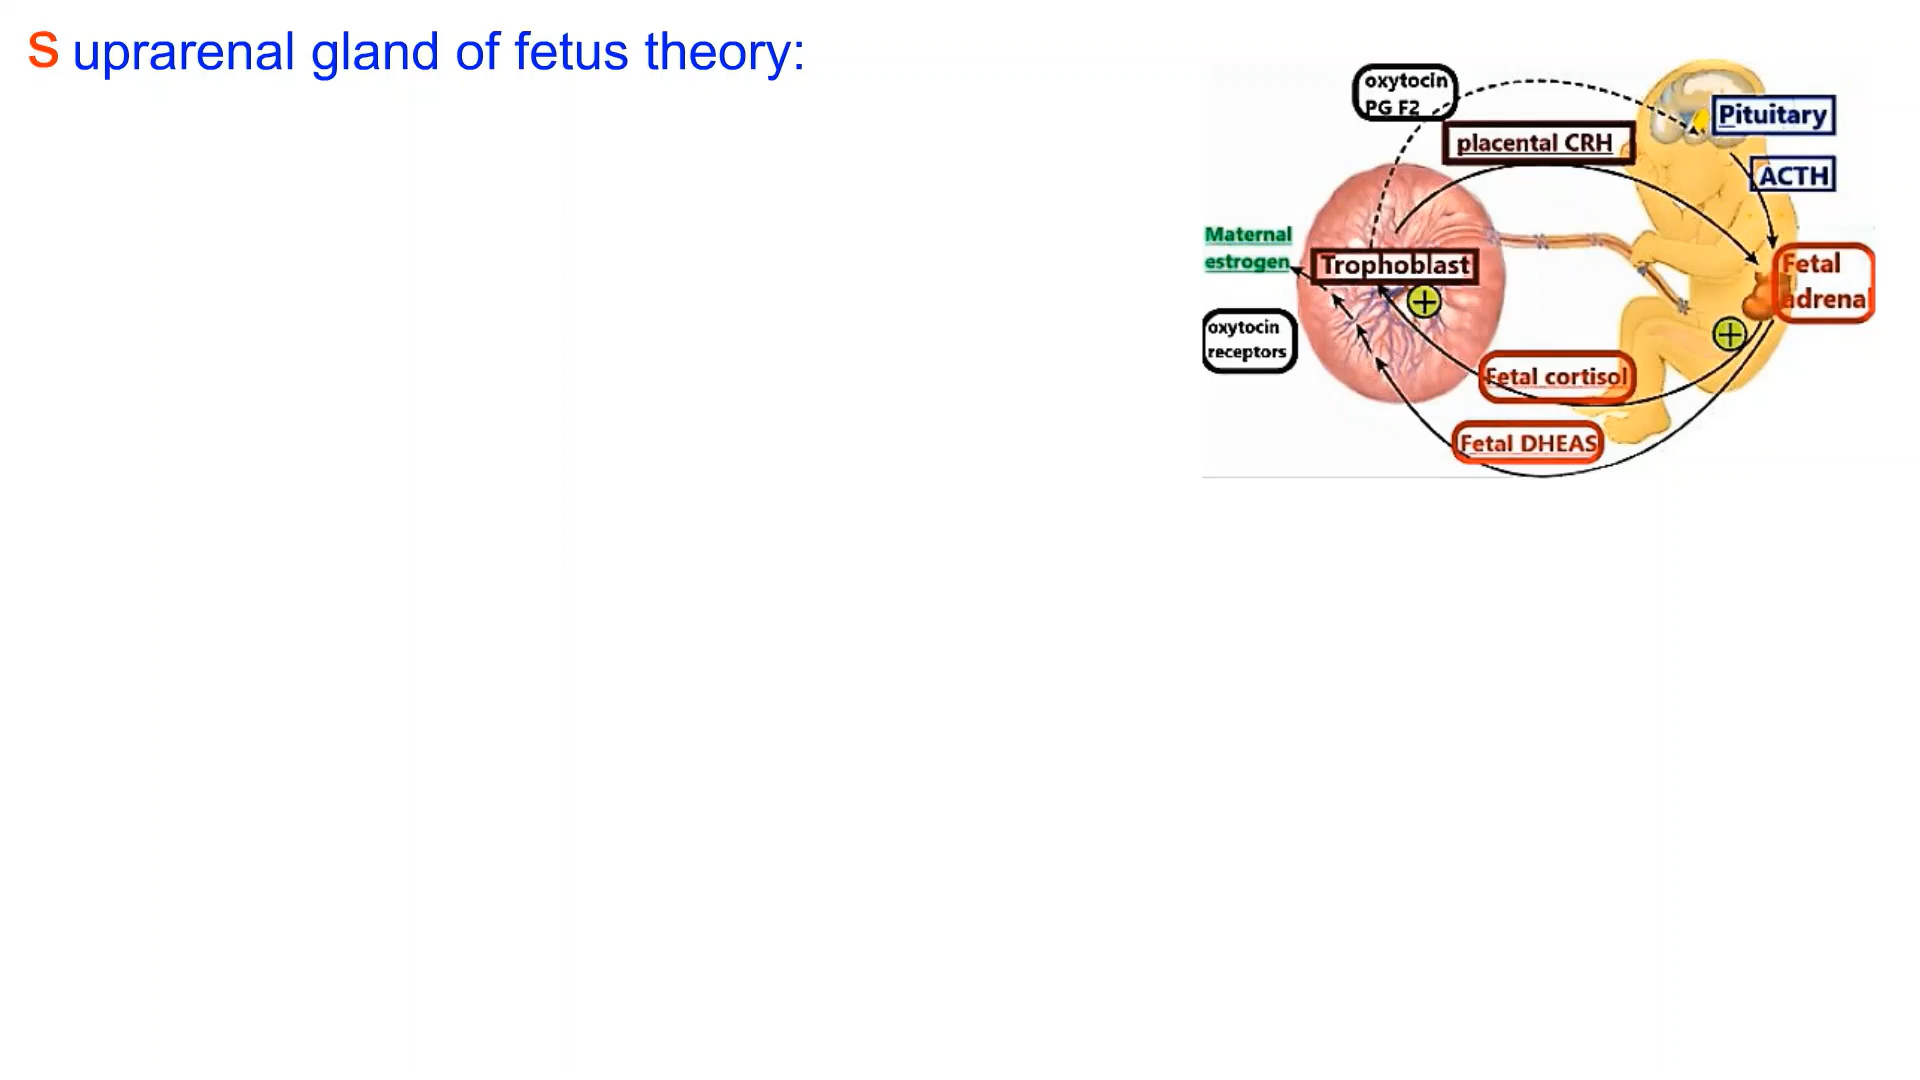 S uprarenal gland of fetus theory:
oxytocin
PG F2
placental CRH
Pituitary
ACTH
Maternal
estrogen
Trophoblast
Fetal
adrenal
oxytocin
receptors
Fetal cortisol
Fetal DHEAS